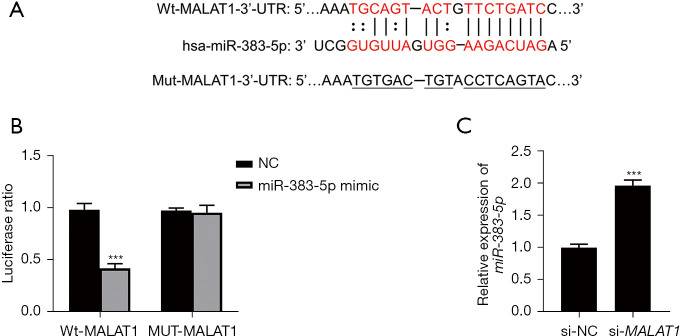 A
Wt-MALAT1-3'-UTR: 5'...AAATGCAGT–ACTGTTCTGATCC...3'
hsa-miR-383-5p: 3' UCGGUGUUAGUGG–AAGACUAGA 5'
Mut-MALAT1-3'-UTR: 5'...AAATGTGAC–TGTACCTCAGTAC...3'
B
Luciferase ratio
1.5
1.0
0.5
0.0
***
Wt-MALAT1 MUT-MALAT1
NC
miR-383-5p mimic
C
Relative expression of
miR-383-5p
2.5
2.0
1.5
1.0
0.5
0.0
***
si-NC si-MALAT1